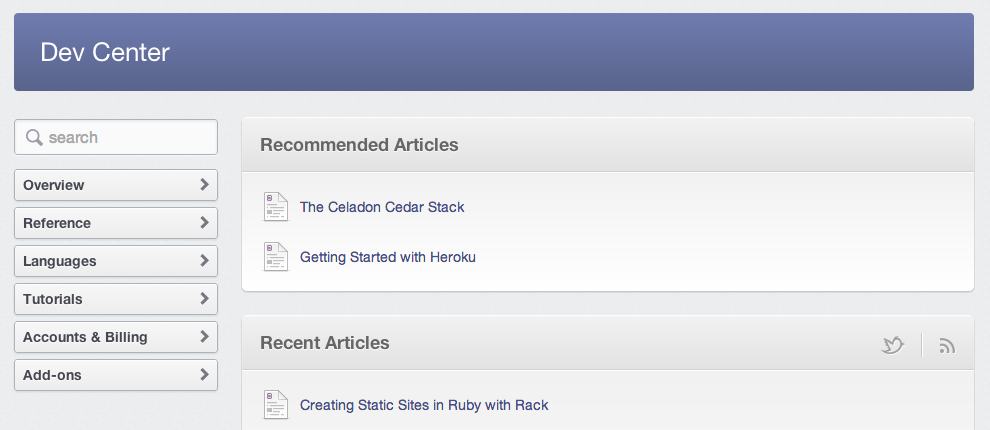 Dev Center
search
Overview
Reference
Languages
Tutorials
Accounts & Billing
Add-ons
Recommended Articles
The Celadon Cedar Stack
Getting Started with Heroku
Recent Articles
Creating Static Sites in Ruby with Rack